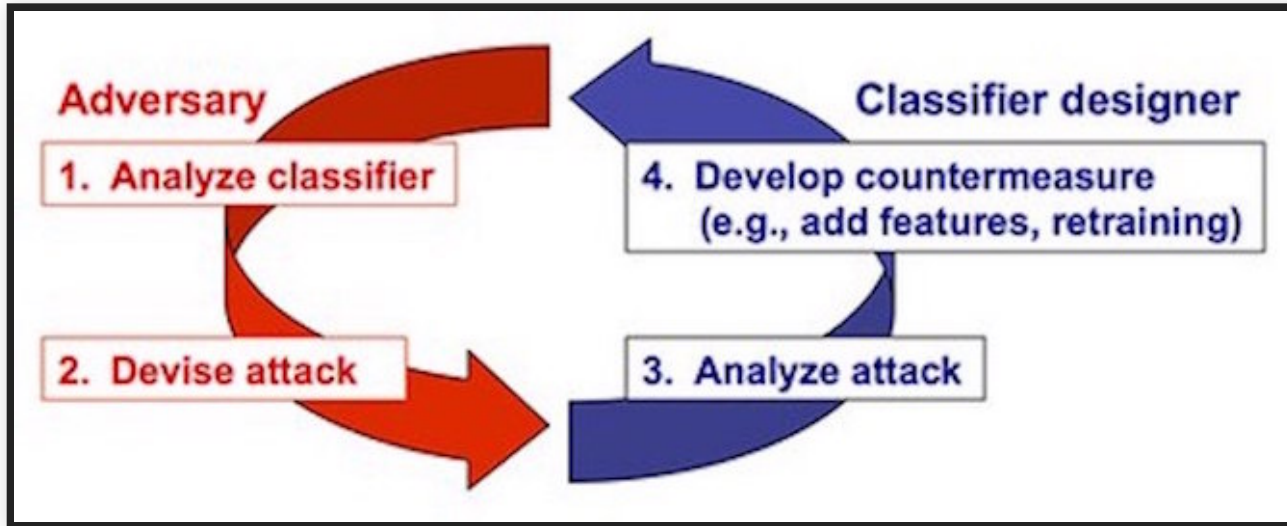 Adversary
1. Analyze classifier
2. Devise attack
Classifier designer
4. Develop countermeasure
(e.g., add features, retraining)
3. Analyze attack